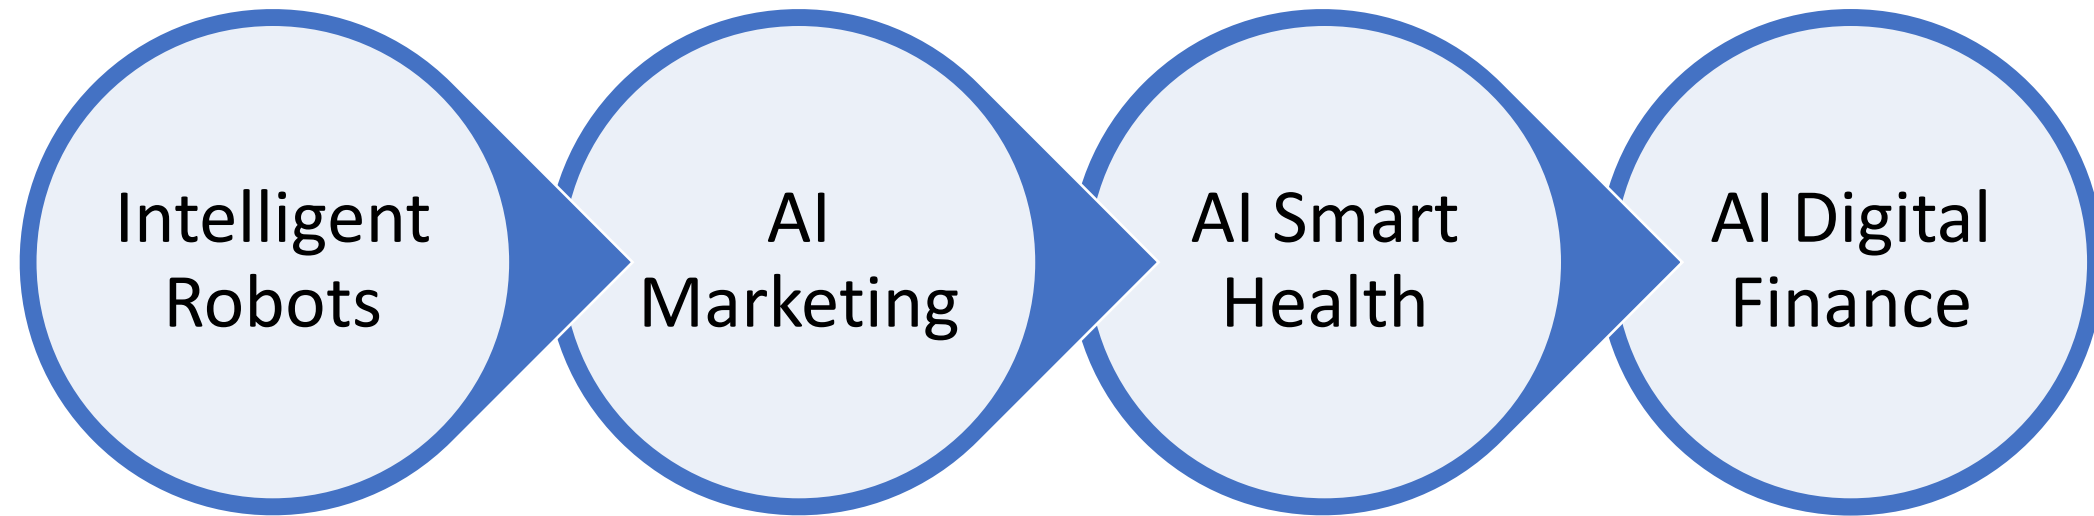 Intelligent
Robots
AI
Marketing
AI Smart
Health
AI Digital
Finance